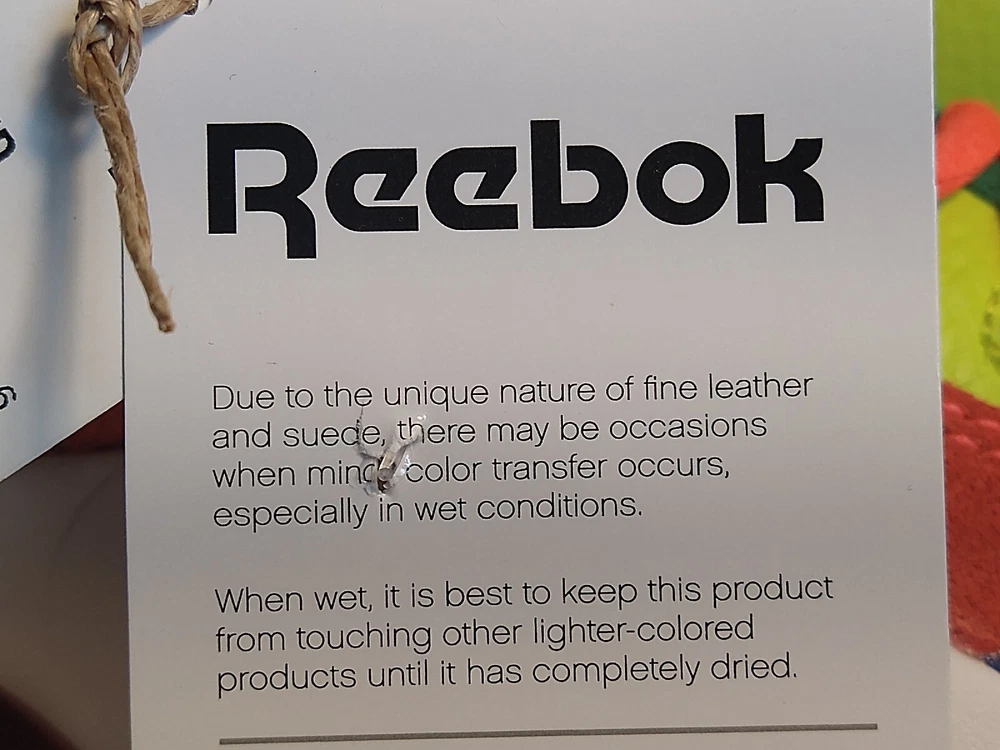 Reebok
Due to the unique nature of fine leather
and suede, there may be occasions
when color transfer occurs,
especially in wet conditions.
When wet, it is best to keep this product
from touching other lighter-colored
products until it has completely dried.